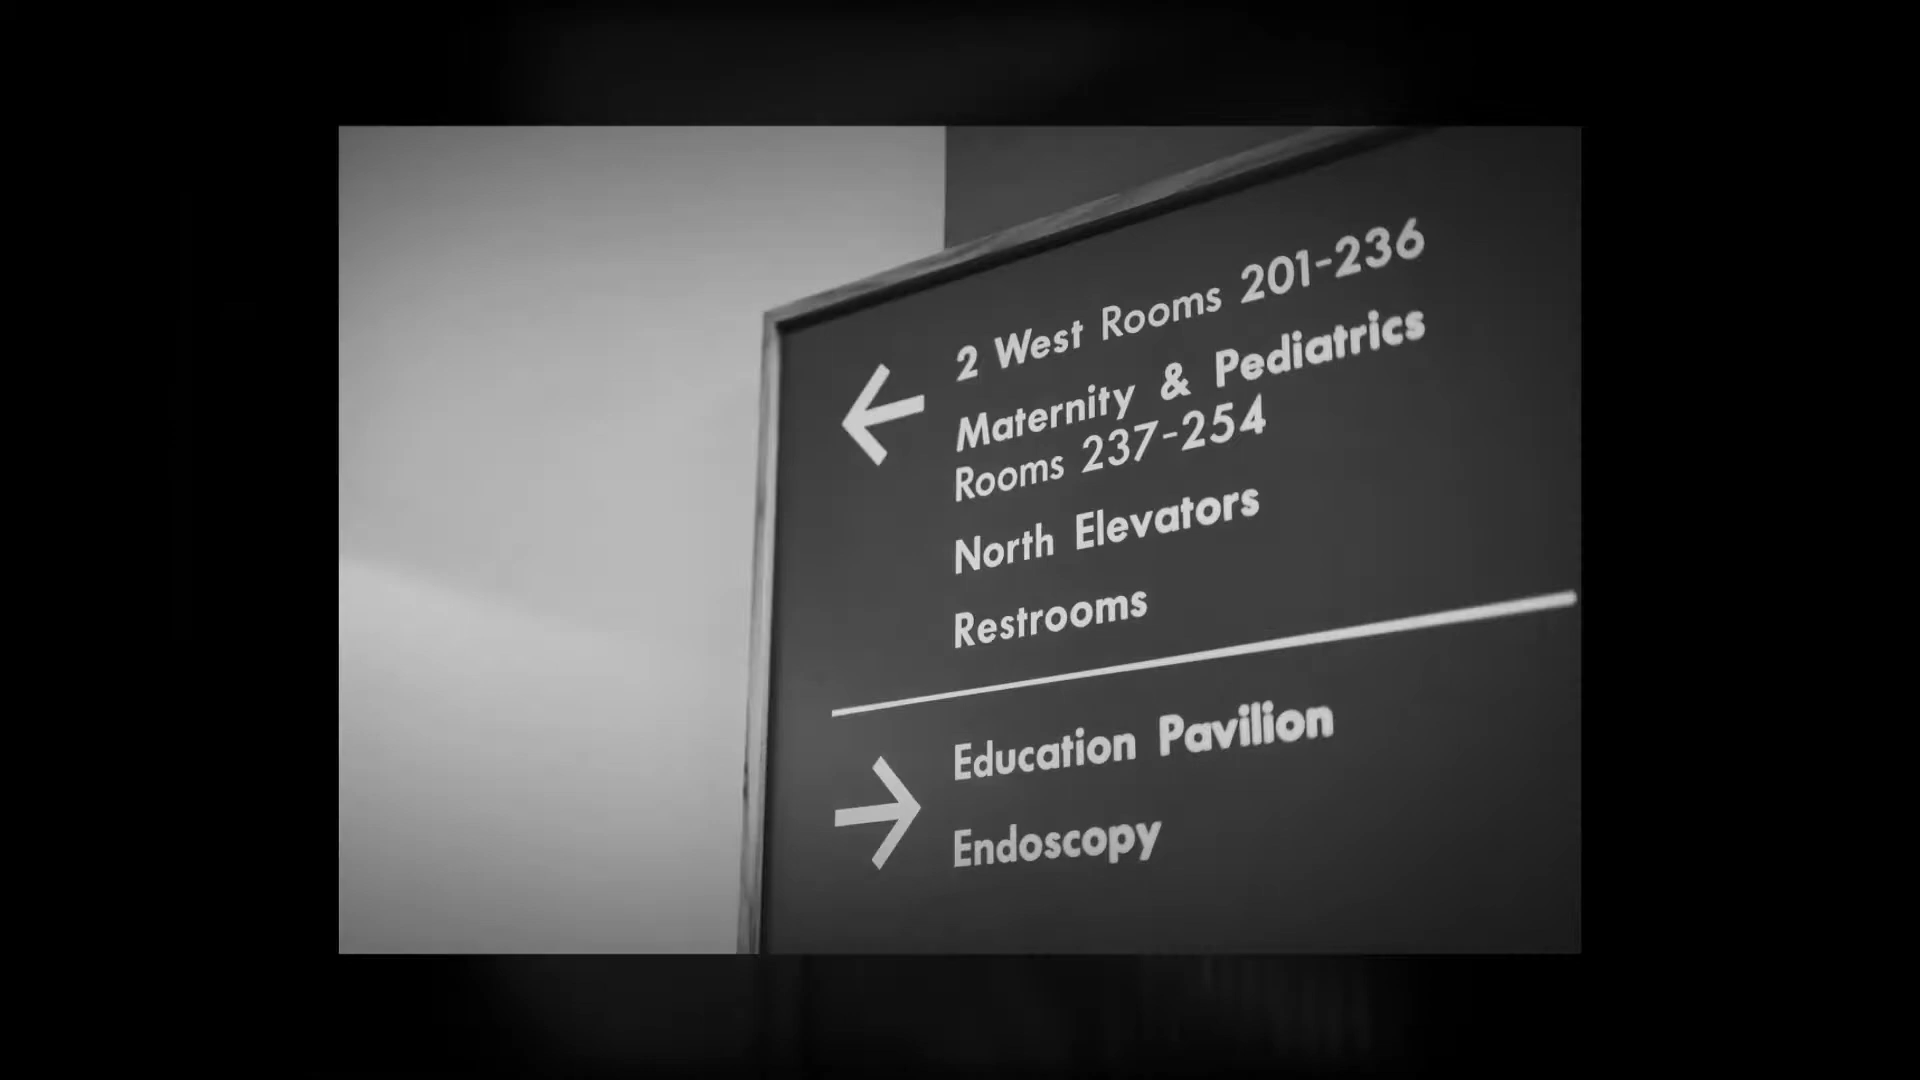 2 West Rooms 201-236
Maternity & Pediatrics
Rooms 237-254
North Elevators
Restrooms
Education Pavilion
Endoscopy